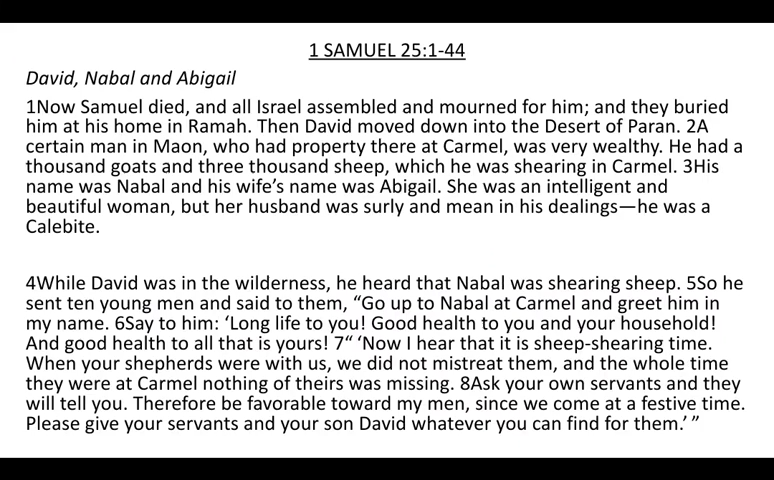 1 SAMUEL 25:1-44
David, Nabal and Abigail
1Now Samuel died, and all Israel assembled and mourned for him; and they buried
him at his home in Ramah. Then David moved down into the Desert of Paran. 2A
certain man in Maon, who had property there at Carmel, was very wealthy. He had a
thousand goats and three thousand sheep, which he was shearing in Carmel. 3His
name was Nabal and his wife’s name was Abigail. She was an intelligent and
beautiful woman, but her husband was surly and mean in his dealings—he was a
Calebite.
4While David was in the wilderness, he heard that Nabal was shearing sheep. 5So he
sent ten young men and said to them, “Go up to Nabal at Carmel and greet him in
my name. 6Say to him: ‘Long life to you! Good health to you and your household!
And good health to all that is yours! 7“ ‘Now I hear that it is sheep-shearing time.
When your shepherds were with us, we did not mistreat them, and the whole time
they were at Carmel nothing of theirs was missing. 8Ask your own servants and they
will tell you. Therefore be favorable toward my men, since we come at a festive time.
Please give your servants and your son David whatever you can find for them.’ ”